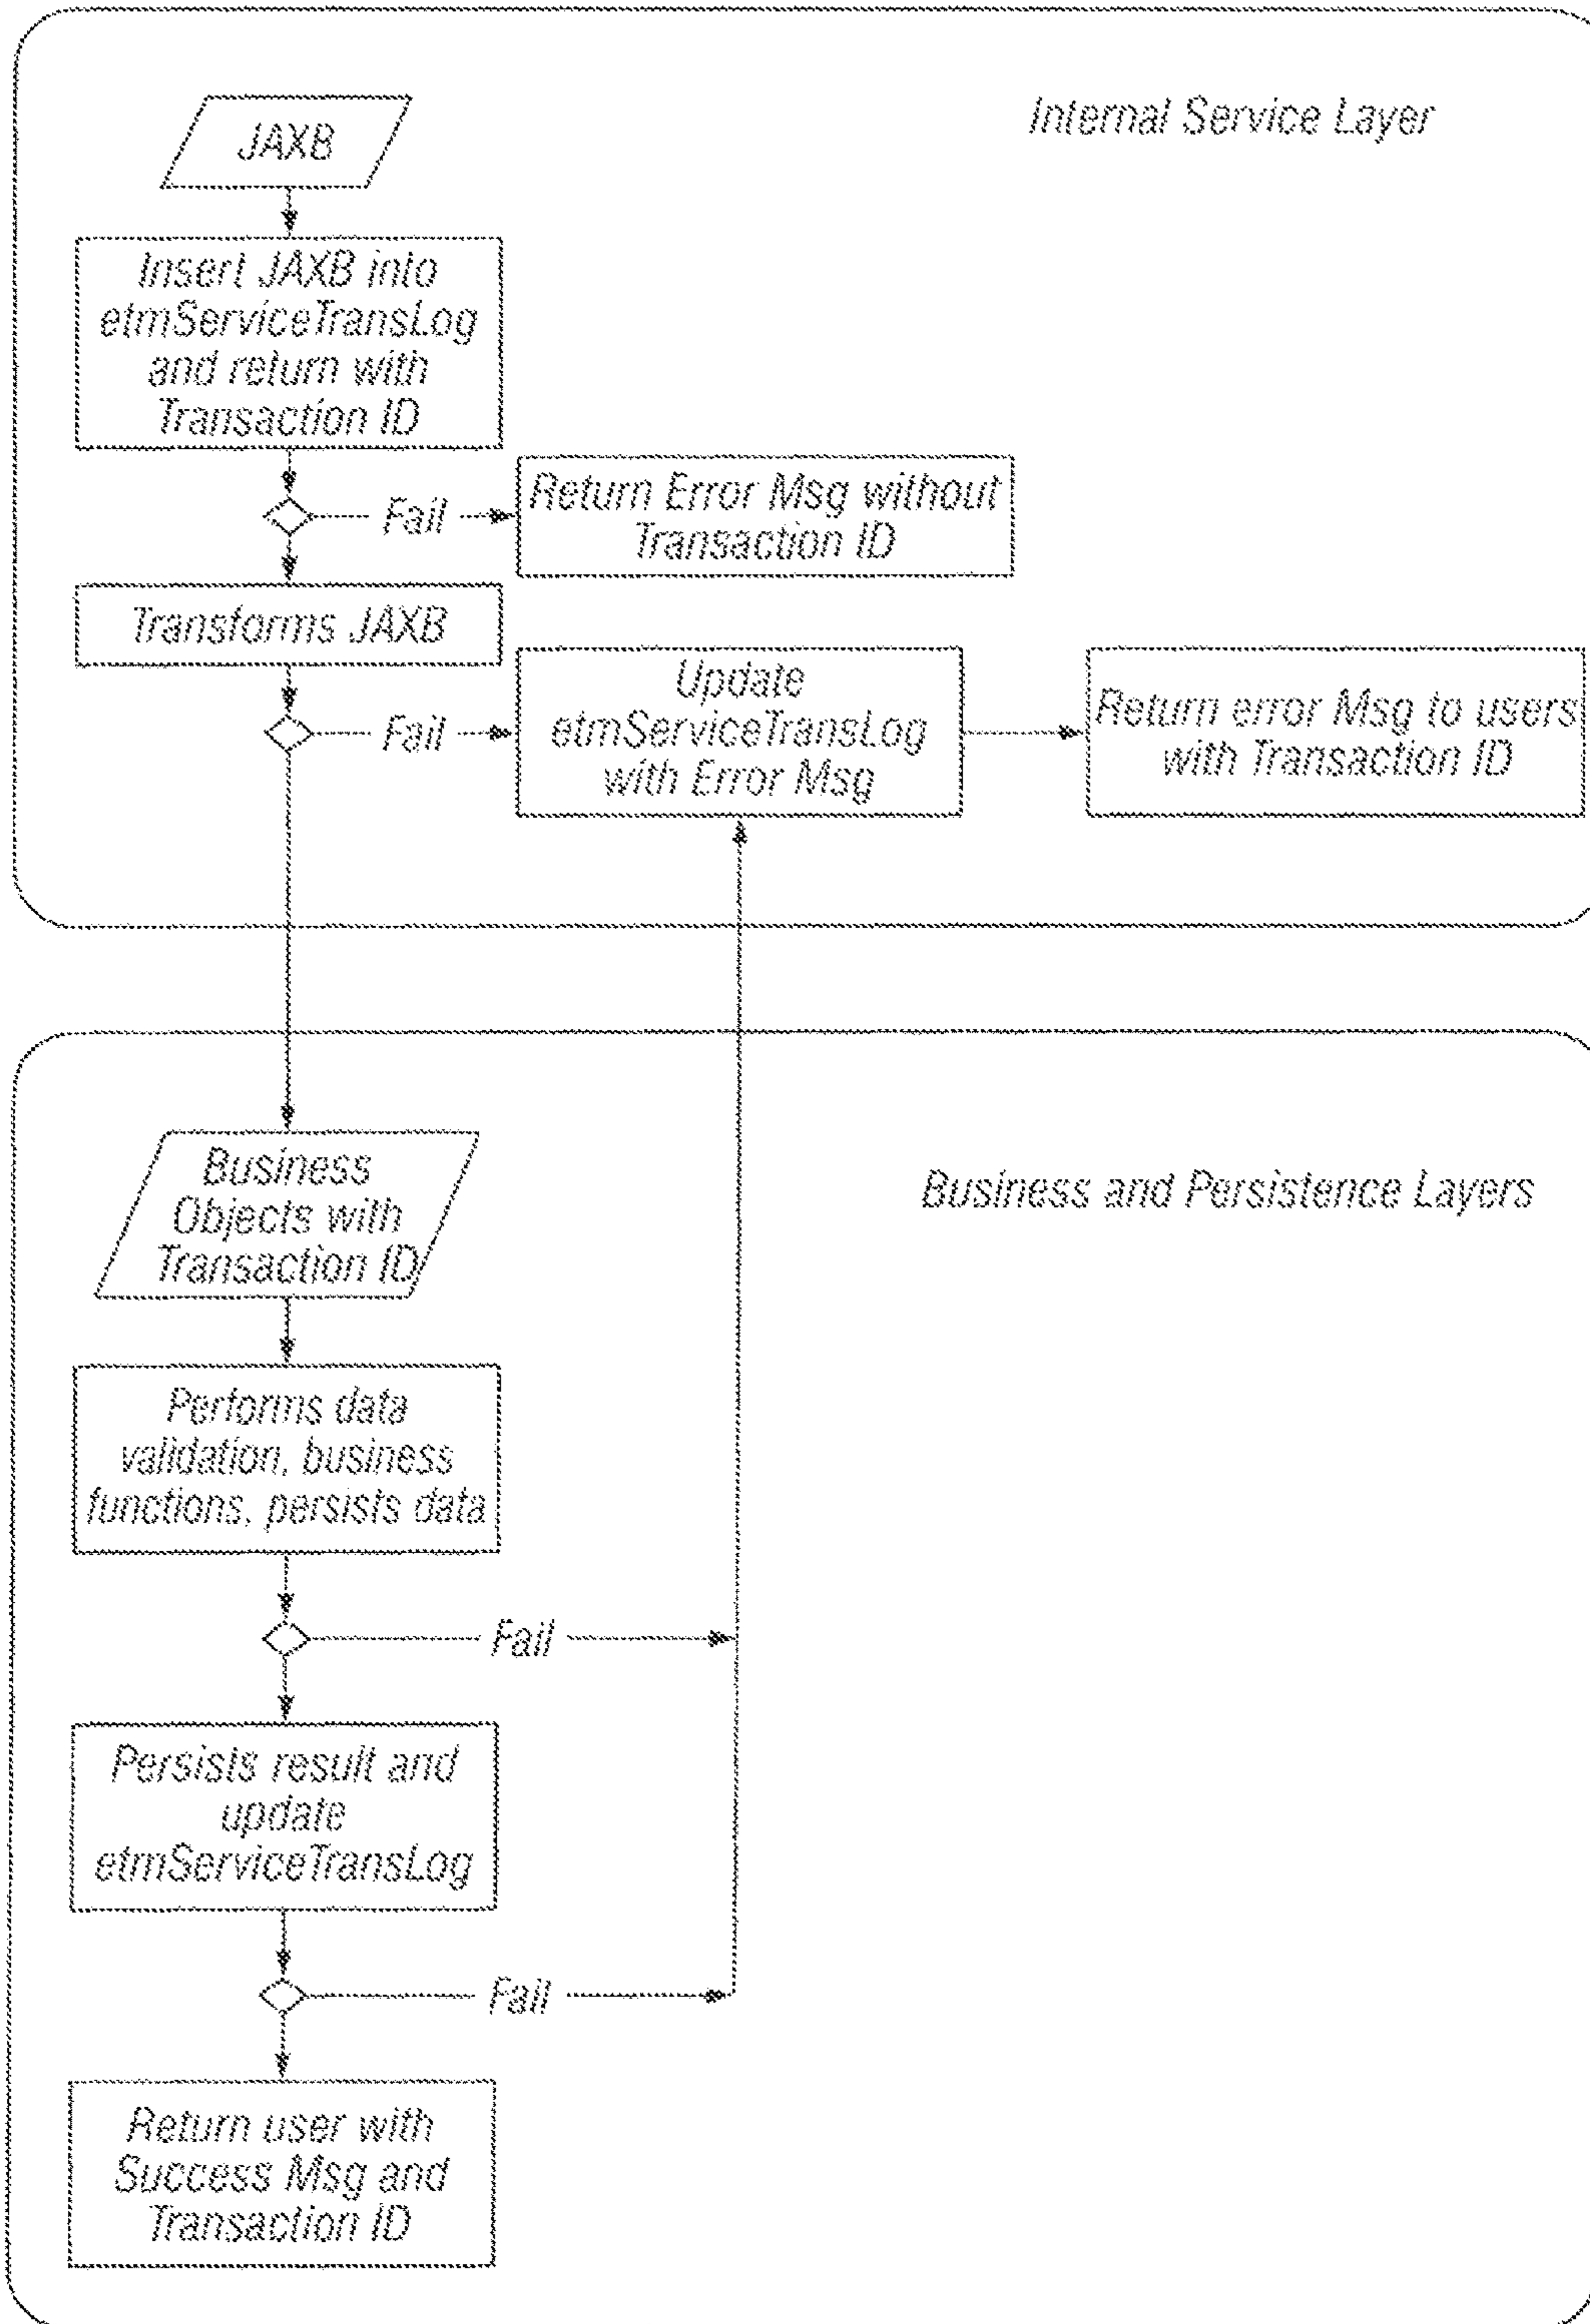 Internal Service Layer
JAXB
Insert JAXB into
etmServiceTransLog
and return with
Transaction ID
Fail
Return Error Msg without
Transaction ID
Transforms JAXB
Fail
Update
etmServiceTransLog
with Error Msg
Return error Msg to users
with Transaction ID
Business and Persistence Layers
Business
Objects with
Transaction ID
Performs data
validation, business
functions, persists data
Fail
Persists result and
update
etmServiceTransLog
Fail
Return user with
Success Msg and
Transaction ID